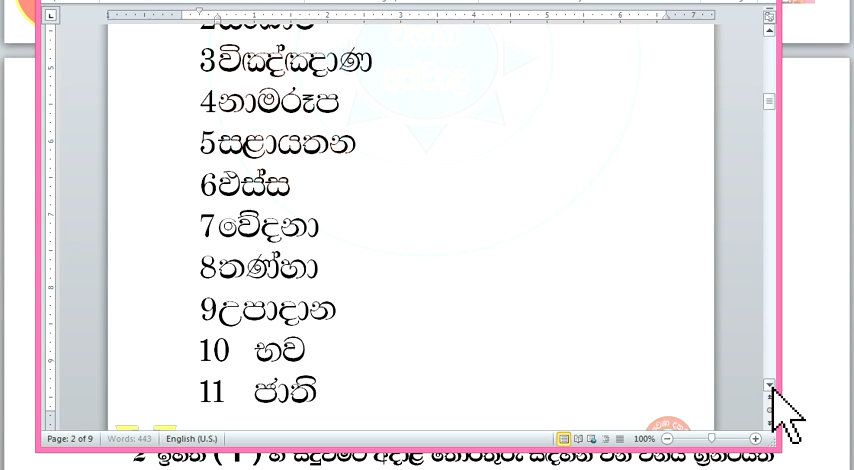 3විඤ්ඤාණ
4නාමරූප
5සළායතන
6ඵස්ස
7වේදනා
8තණ්හා
9උපාදාන
10 භව
11 ජාති
Page: 2 of 9 Words: 443 English (U.S.) 100%